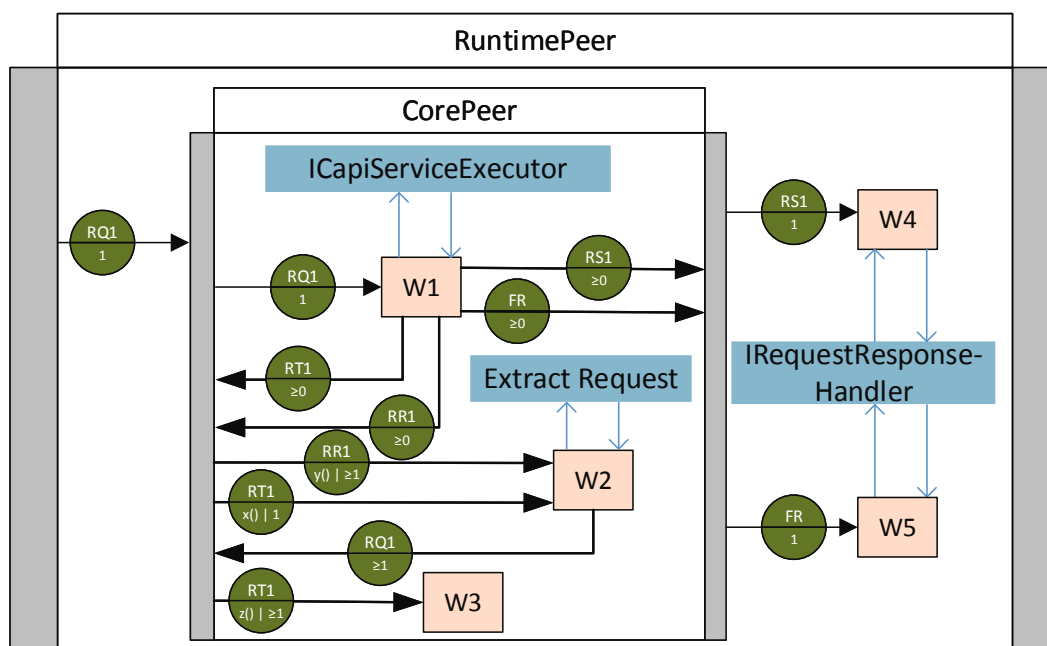 RuntimePeer
CorePeer
ICapiServiceExecutor
RQ1
1
RQ1
1
W1
RS1
≥0
FR
≥0
RS1
1
W4
RT1
≥0
RR1
≥0
Extract Request
IRequestResponse-
Handler
RR1
y() | ≥1
RT1
x() | 1
W2
RQ1
≥1
FR
1
W5
RT1
z() | ≥1
W3